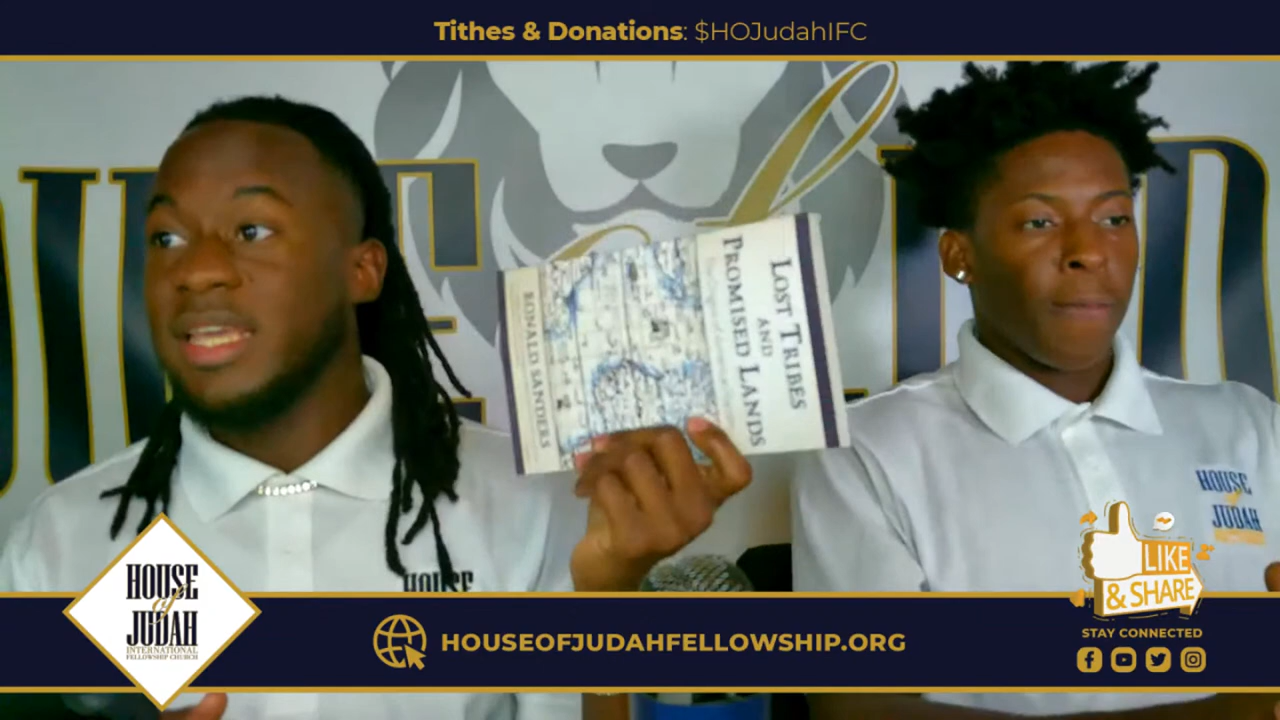 Tithes & Donations: $HOJudahIFC
LOST TRIBES
AND
PROMISED LANDS
RONALD SANDERS
HOUSE
of
JUDAH
HOUSE
HOUSE
of
JUDAH
INTERNATIONAL
FELLOWSHIP CHURCH
HOUSEOFJUDAHFELLOWSHIP.ORG
LIKE
& SHARE
STAY CONNECTED